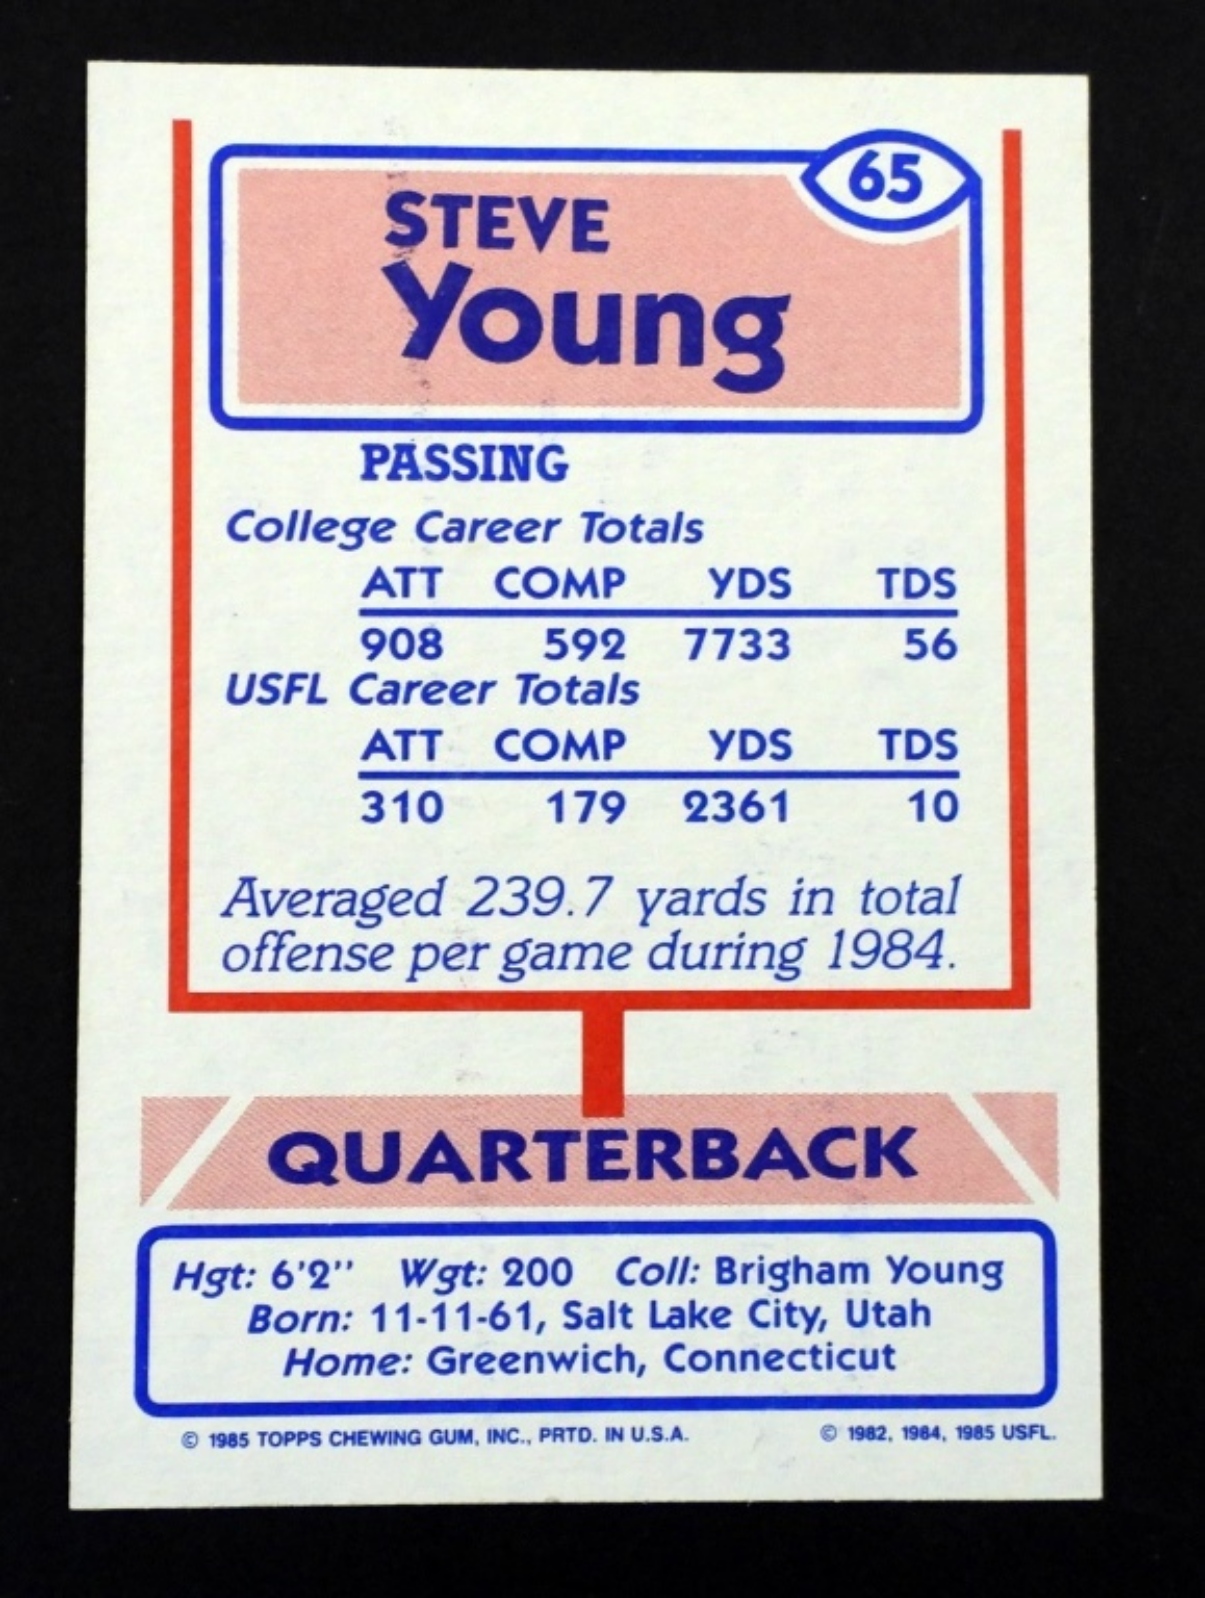 65
STEVE
Young
PASSING
College Career Totals
ATT COMP YDS TDS
908 592 7733 56
USFL Career Totals
ATT COMP YDS TDS
310 179 2361 10
Averaged 239.7 yards in total
offense per game during 1984.
QUARTERBACK
Hgt: 6'2'' Wgt: 200 Coll: Brigham Young
Born: 11-11-61, Salt Lake City, Utah
Home: Greenwich, Connecticut
© 1985 TOPPS CHEWING GUM, INC., PRTD. IN U.S.A. © 1982, 1984, 1985 USFL.